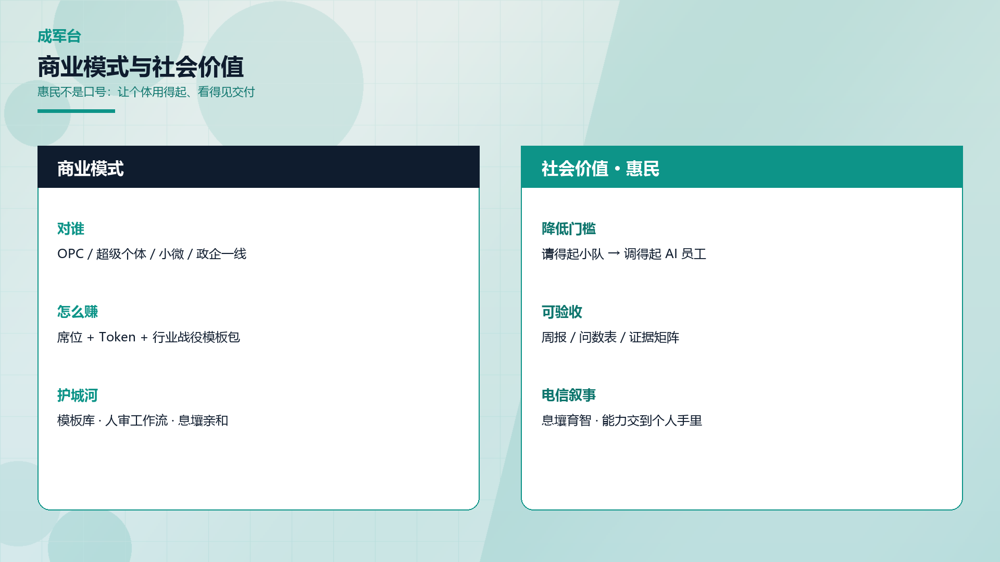 成军台
商业模式与社会价值
惠民不是口号：让个体用得起、看得见交付
商业模式
对谁
OPC / 超级个体 / 小微 / 政企一线
怎么赚
席位 + Token + 行业战役模板包
护城河
模板库 · 人审工作流 · 息壤亲和
社会价值 • 惠民
降低门槛
请得起小队 → 调得起 AI 员工
可验收
周报 / 问数表 / 证据矩阵
电信叙事
息壤育智 · 能力交到个人手里